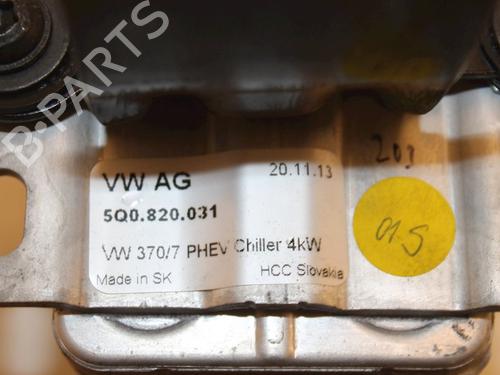 B-PARTS
VW AG
20.11.13
5Q0.820.031
VW 370/7 PHEV Chiller 4kW
Made in SK
HCC Slovakia
015